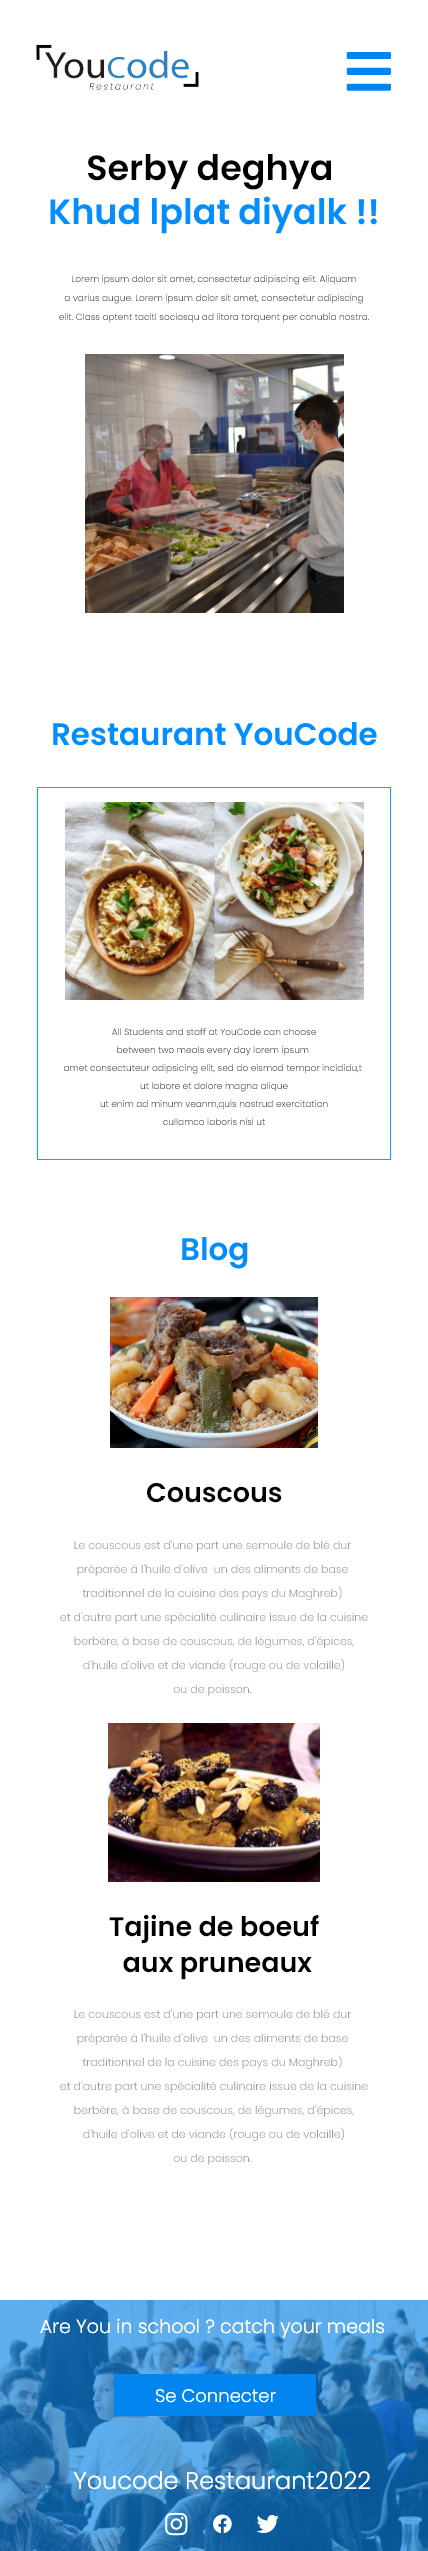 Youcode
Restaurant
Serby deghya
Khud lplat diyalk !!
Lorem ipsum dolor sit amet, consectetur adipiscing elit. Aliquam
a varius augue. Lorem ipsum dolor sit amet, consectetur adipiscing
elit. Class aptent taciti sociosqu ad litora torquent per conubia nostra.
Restaurant YouCode
All Students and staff at YouCode can choose
between two meals every day lorem ipsum
amet consectuteur adipsicing elit, sed do eismod tempor incididu,t
ut labore et dolore magna alique
ut enim ad minum veanm,quis nostrud exercitation
cullamco laboris nisi ut
Blog
Couscous
Le couscous est d'une part une semoule de blé dur
préparée à l'huile d'olive un des aliments de base
traditionnel de la cuisine des pays du Maghreb)
et d'autre part une spécialité culinaire issue de la cuisine
berbère, à base de couscous, de légumes, d'épices,
d'huile d'olive et de viande (rouge ou de volaille)
ou de poisson.
Tajine de boeuf
aux pruneaux
Le couscous est d'une part une semoule de blé dur
préparée à l'huile d'olive un des aliments de base
traditionnel de la cuisine des pays du Maghreb)
et d'autre part une spécialité culinaire issue de la cuisine
berbère, à base de couscous, de légumes, d'épices,
d'huile d'olive et de viande (rouge ou de volaille)
ou de poisson.
Are You in school ? catch your meals
Se Connecter
Youcode Restaurant2022